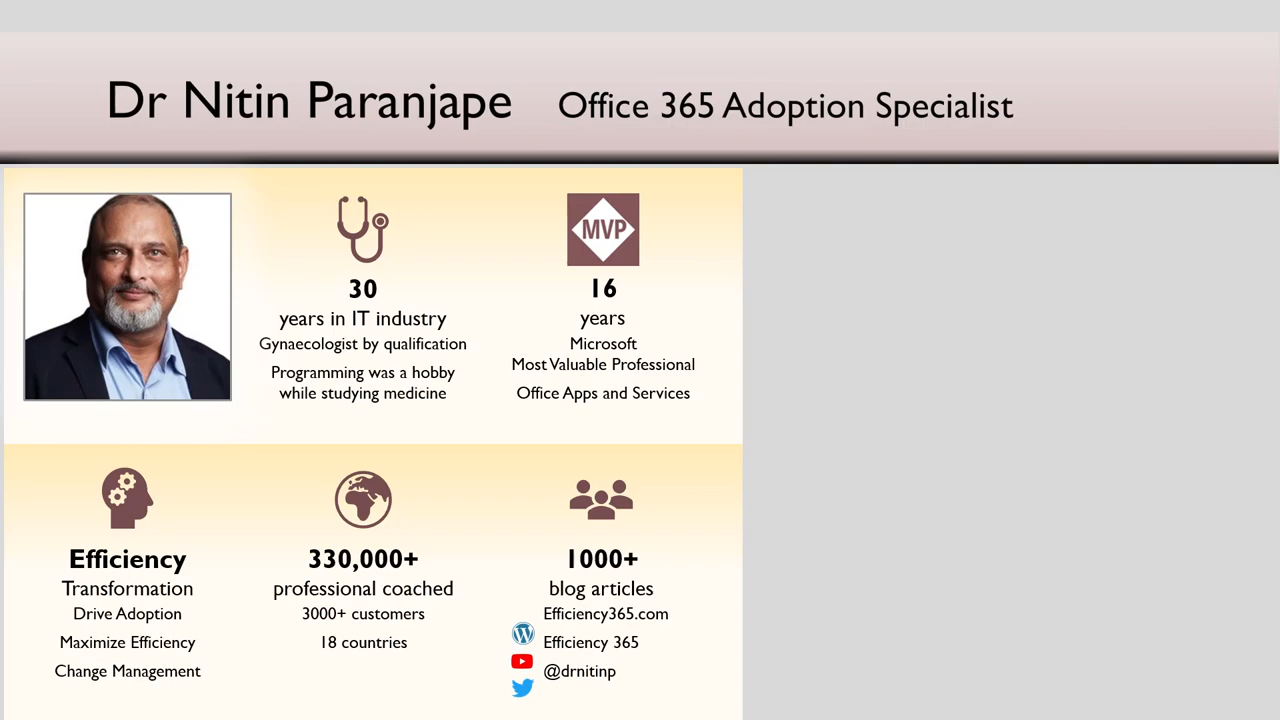 Dr Nitin Paranjape Office 365 Adoption Specialist
30
years in IT industry
Gynaecologist by qualification
Programming was a hobby
while studying medicine
MVP
16
years
Microsoft
Most Valuable Professional
Office Apps and Services
Efficiency
Transformation
Drive Adoption
Maximize Efficiency
Change Management
330,000+
professional coached
3000+ customers
18 countries
1000+
blog articles
Efficiency365.com
Efficiency 365
@drnitinp